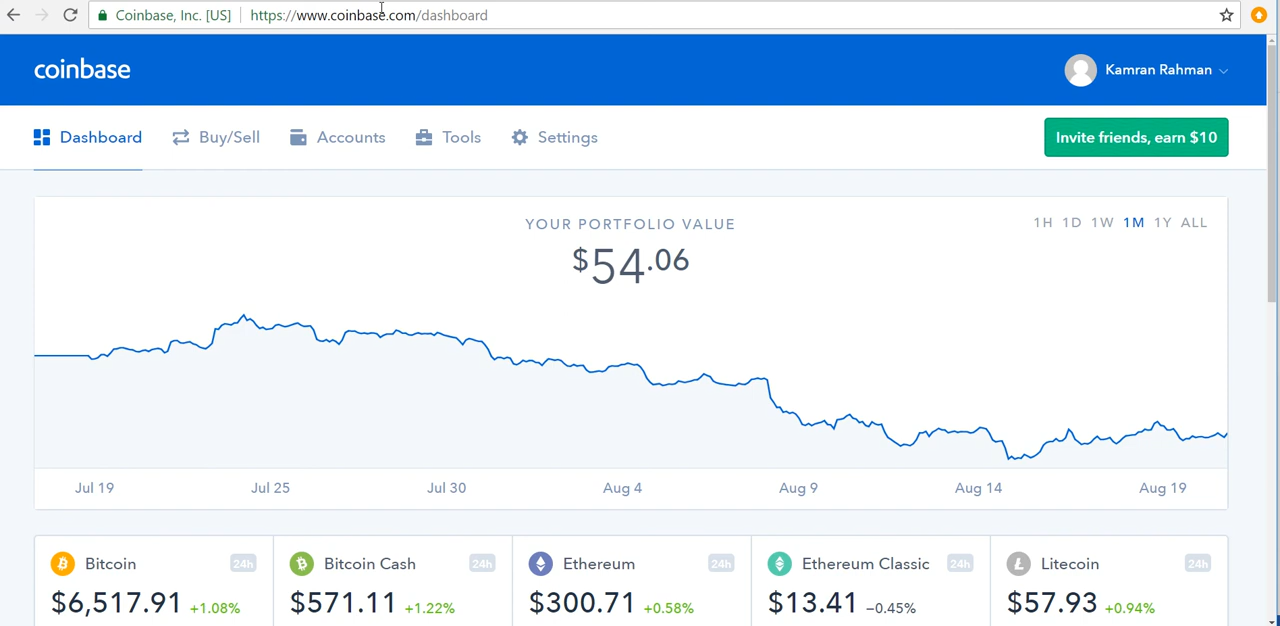 Coinbase, Inc. [US] https://www.coinbase.com/dashboard
coinbase
Kamran Rahman
Dashboard Buy/Sell Accounts Tools Settings
Invite friends, earn $10
YOUR PORTFOLIO VALUE
1H 1D 1W 1M 1Y ALL
$54.06
Jul 19 Jul 25 Jul 30 Aug 4 Aug 9 Aug 14 Aug 19
Bitcoin 24h Bitcoin Cash 24h Ethereum 24h Ethereum Classic 24h Litecoin 24h
$6,517.91 +1.08% $571.11 +1.22% $300.71 +0.58% $13.41 −0.45% $57.93 +0.94%